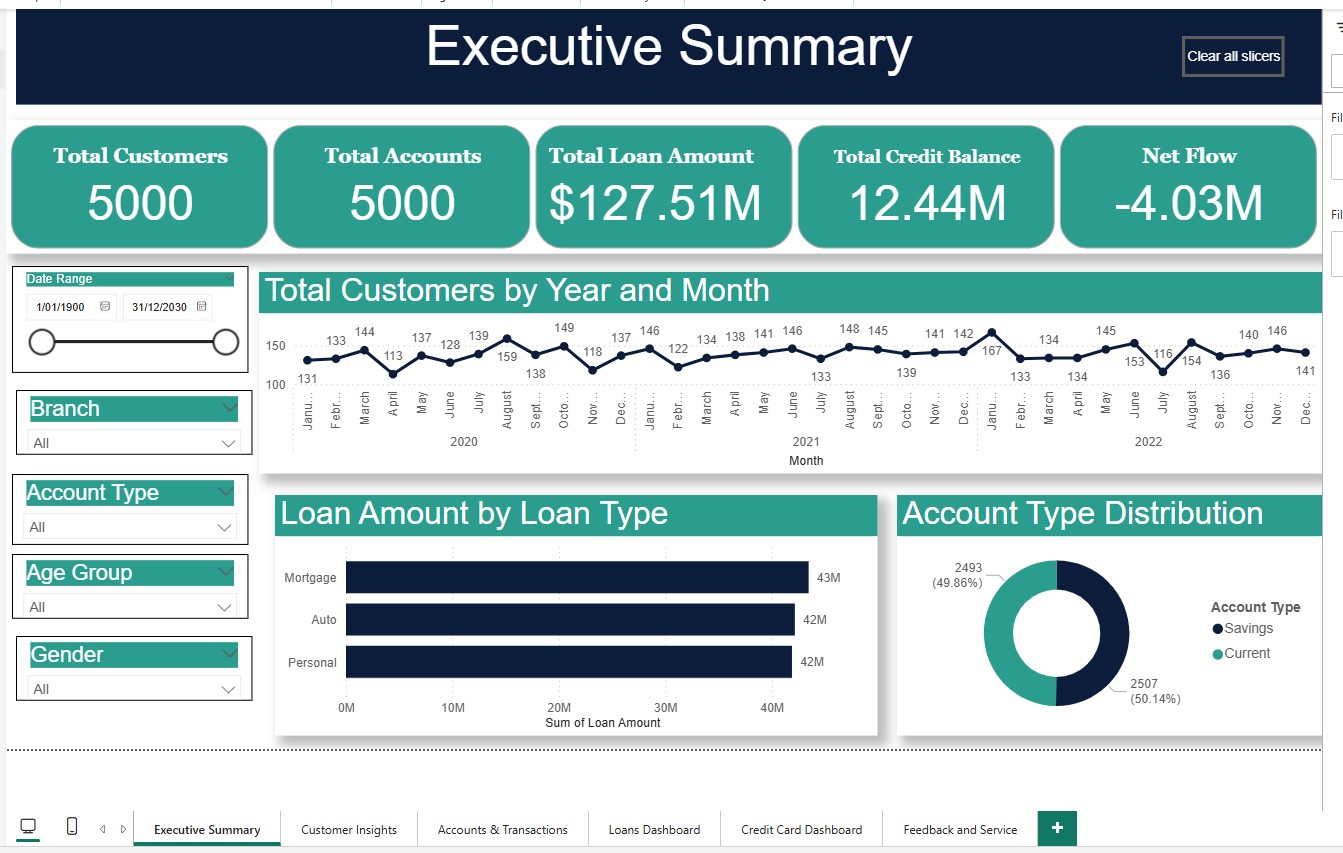 Executive Summary
Clear all slicers
Total Customers
5000
Total Accounts
5000
Total Loan Amount
$127.51M
Total Credit Balance
12.44M
Net Flow
-4.03M
Fil
Fil
Date Range
1/01/1900
31/12/2030
Branch
All
Account Type
All
Age Group
All
Gender
All
Total Customers by Year and Month
150
100
131
133
144
113
137
128
139
159
138
149
118
137
146
122
134
138
141
146
133
148
145
139
141
142
167
133
134
134
145
153
116
154
136
140
146
141
Janu...
Febr...
March
April
May
June
July
August
Sept...
Octo...
Nov...
Dec...
Janu...
Febr...
March
April
May
June
July
August
Sept...
Octo...
Nov...
Dec...
Janu...
Febr...
March
April
May
June
July
August
Sept...
Octo...
Nov...
Dec...
2020
2021
2022
Month
Loan Amount by Loan Type
Mortgage
43M
Auto
42M
Personal
42M
0M
10M
20M
30M
40M
Sum of Loan Amount
Account Type Distribution
2493
(49.86%)
2507
(50.14%)
Account Type
Savings
Current
Executive Summary
Customer Insights
Accounts & Transactions
Loans Dashboard
Credit Card Dashboard
Feedback and Service
+